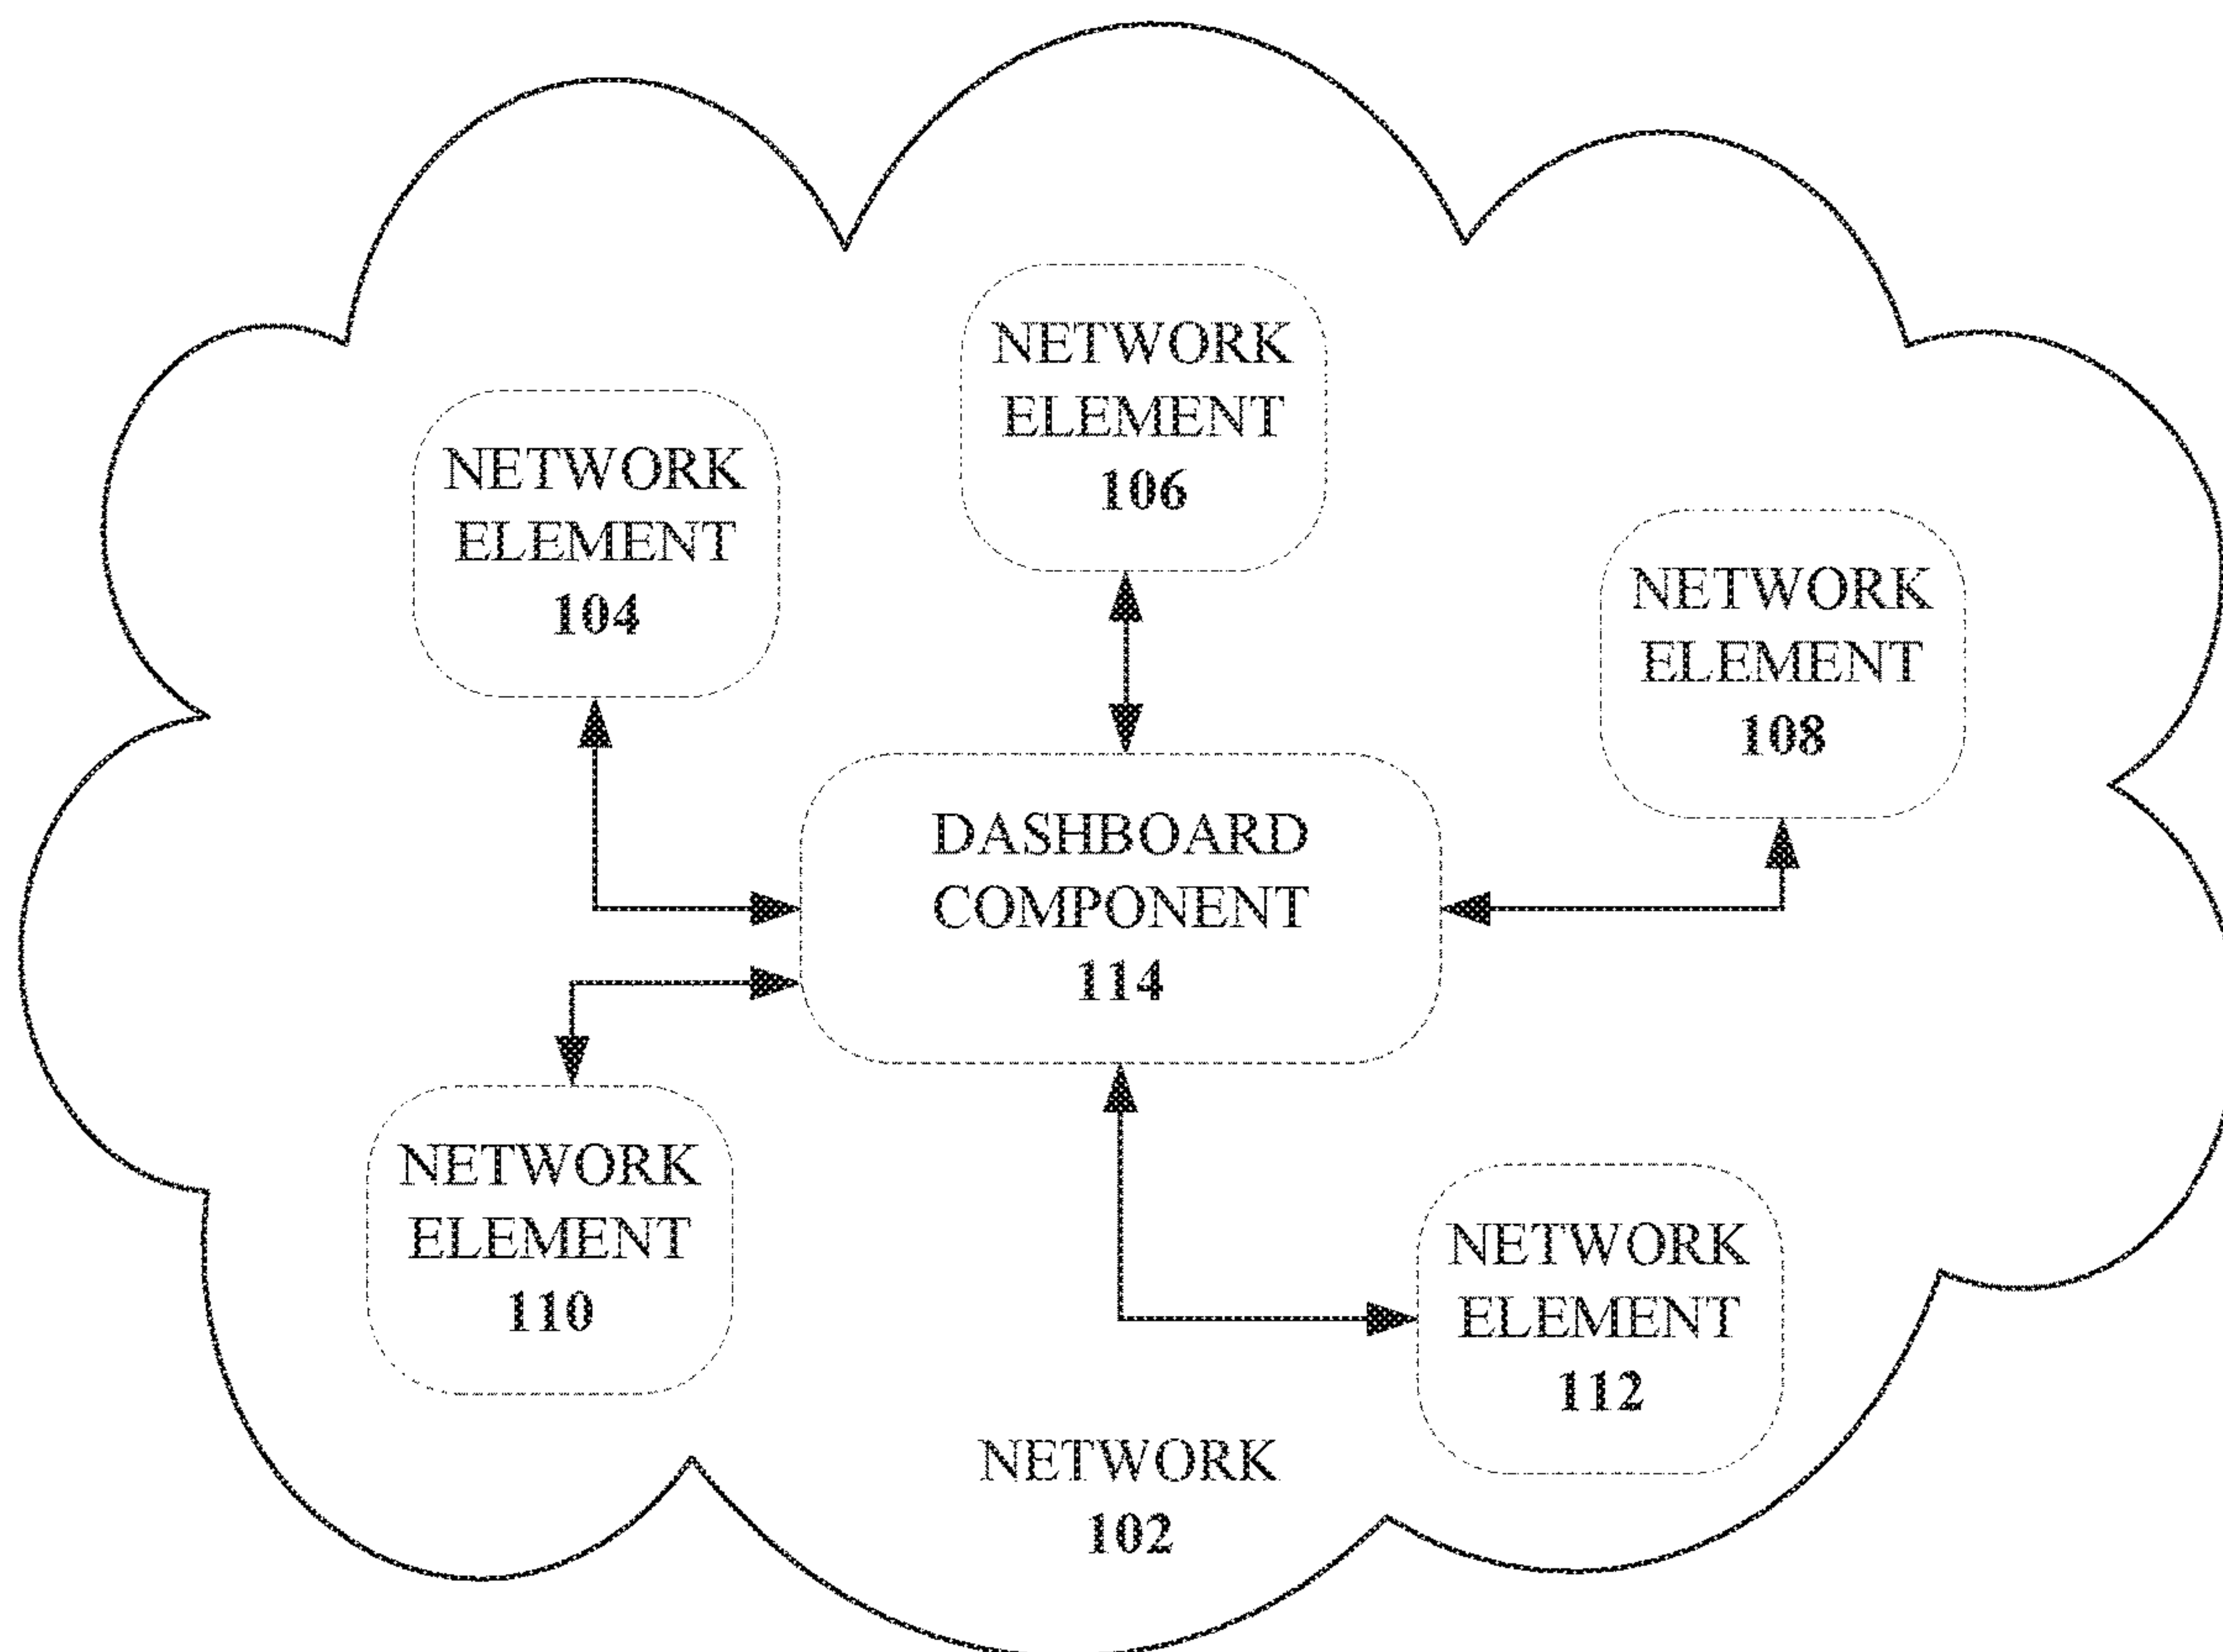 NETWORK
ELEMENT
106
NETWORK
ELEMENT
104
NETWORK
ELEMENT
108
DASHBOARD
COMPONENT
114
NETWORK
ELEMENT
110
NETWORK
ELEMENT
112
NETWORK
102